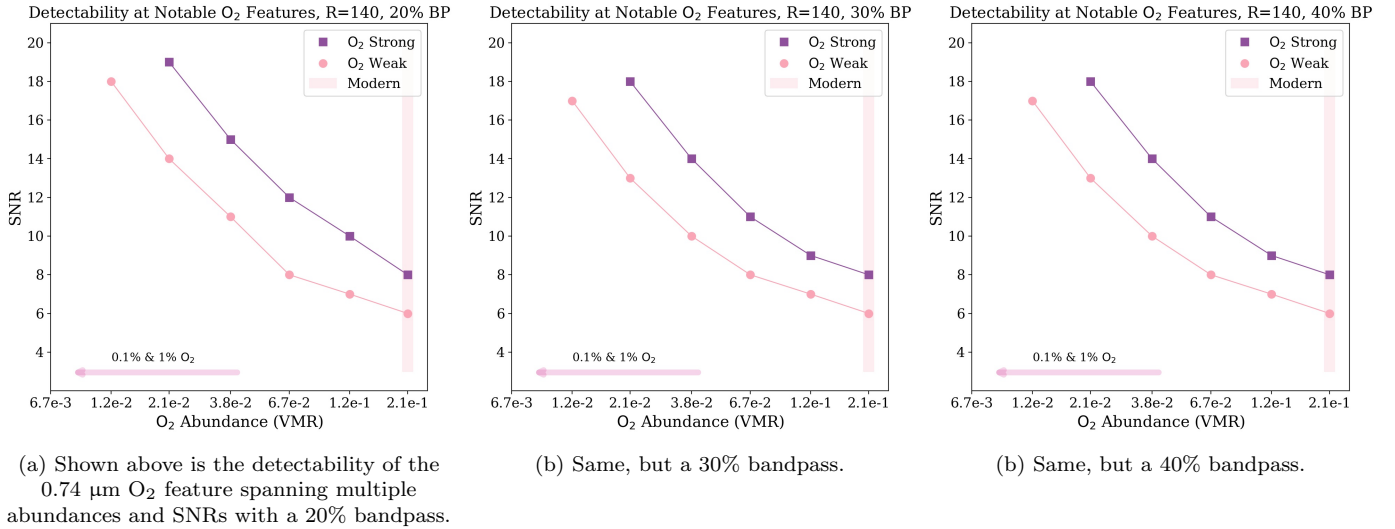 Detectability at Notable O₂ Features, R=140, 20% BP
20
18
16
14
12
10
8
6
4
SNR
O₂ Strong
O₂ Weak
Modern
0.1% & 1% O₂
6.7e-3 1.2e-2 2.1e-2 3.8e-2 6.7e-2 1.2e-1 2.1e-1
O₂ Abundance (VMR)
(a) Shown above is the detectability of the
0.74 μm O₂ feature spanning multiple
abundances and SNRs with a 20% bandpass.
Detectability at Notable O₂ Features, R=140, 30% BP
20
18
16
14
12
10
8
6
4
SNR
O₂ Strong
O₂ Weak
Modern
0.1% & 1% O₂
6.7e-3 1.2e-2 2.1e-2 3.8e-2 6.7e-2 1.2e-1 2.1e-1
O₂ Abundance (VMR)
(b) Same, but a 30% bandpass.
Detectability at Notable O₂ Features, R=140, 40% BP
20
18
16
14
12
10
8
6
4
SNR
O₂ Strong
O₂ Weak
Modern
0.1% & 1% O₂
6.7e-3 1.2e-2 2.1e-2 3.8e-2 6.7e-2 1.2e-1 2.1e-1
O₂ Abundance (VMR)
(b) Same, but a 40% bandpass.